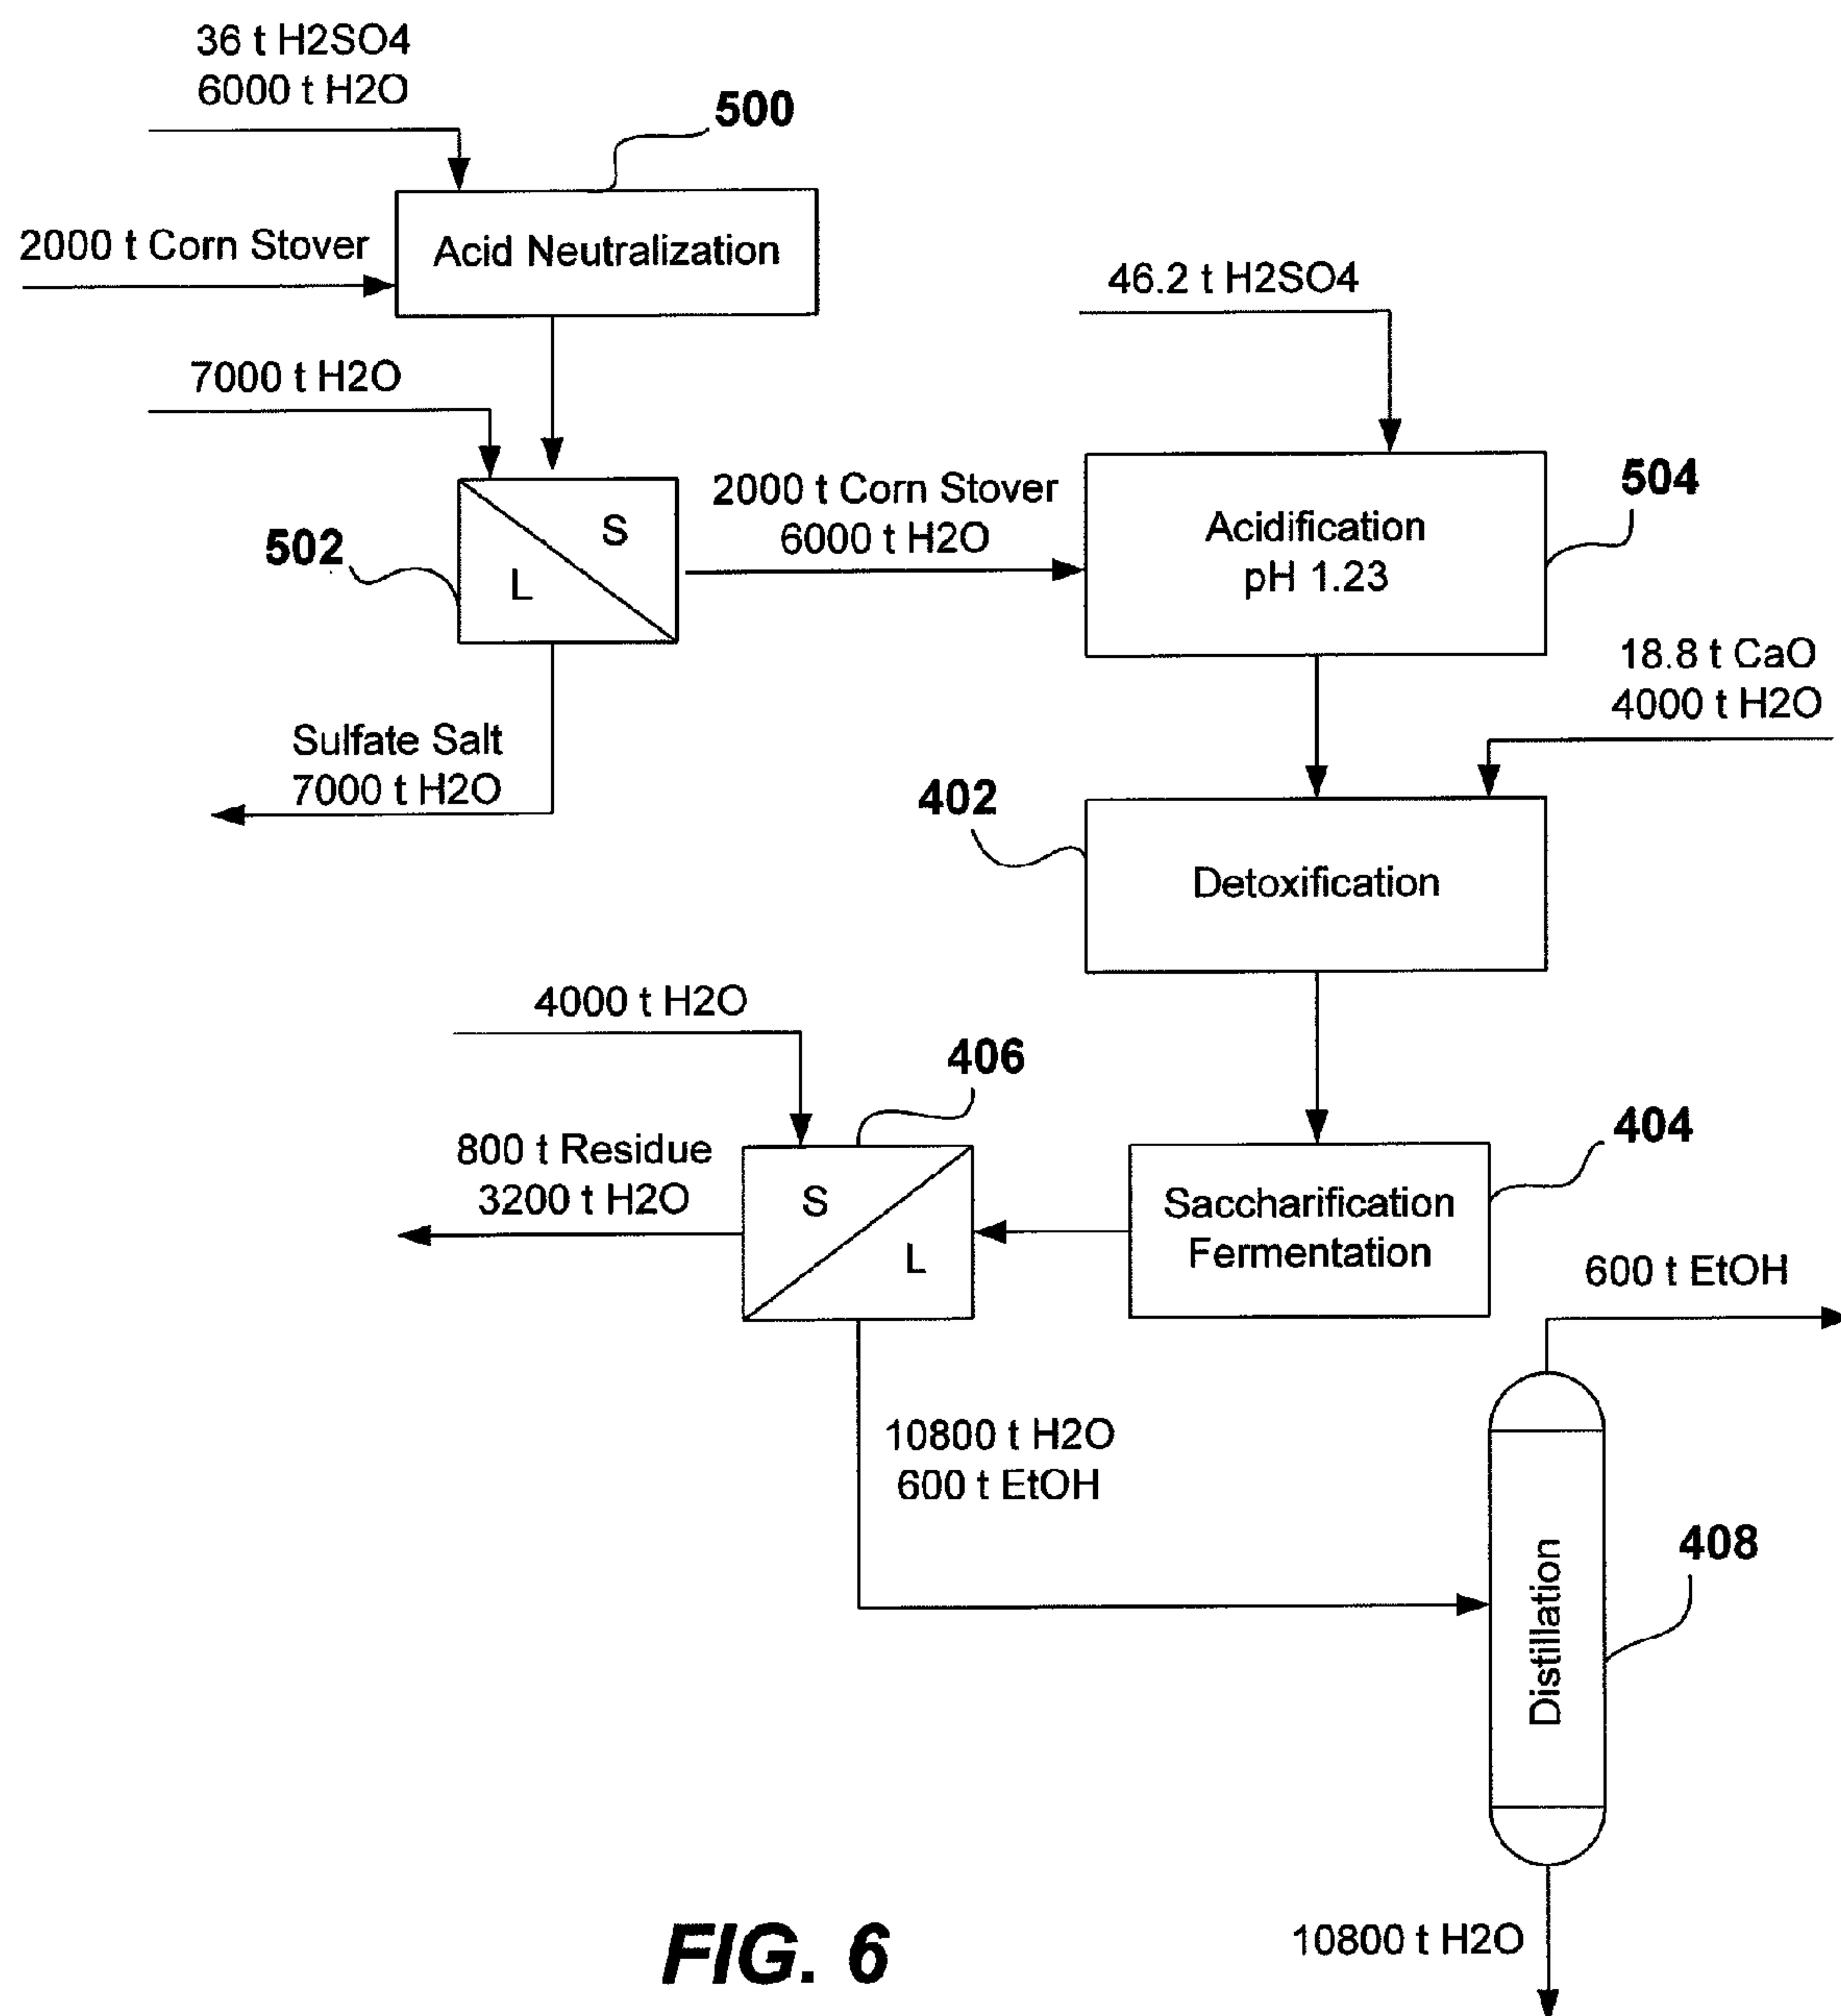 36 t H2SO4
6000 t H2O
500
2000 t Corn Stover
Acid Neutralization
46.2 t H2SO4
7000 t H2O
502
S
L
2000 t Corn Stover
6000 t H2O
504
Acidification
pH 1.23
18.8 t CaO
4000 t H2O
Sulfate Salt
7000 t H2O
402
Detoxification
4000 t H2O
406
404
800 t Residue
3200 t H2O
S
L
Saccharification
Fermentation
600 t EtOH
10800 t H2O
600 t EtOH
408
Distillation
10800 t H2O
FIG. 6